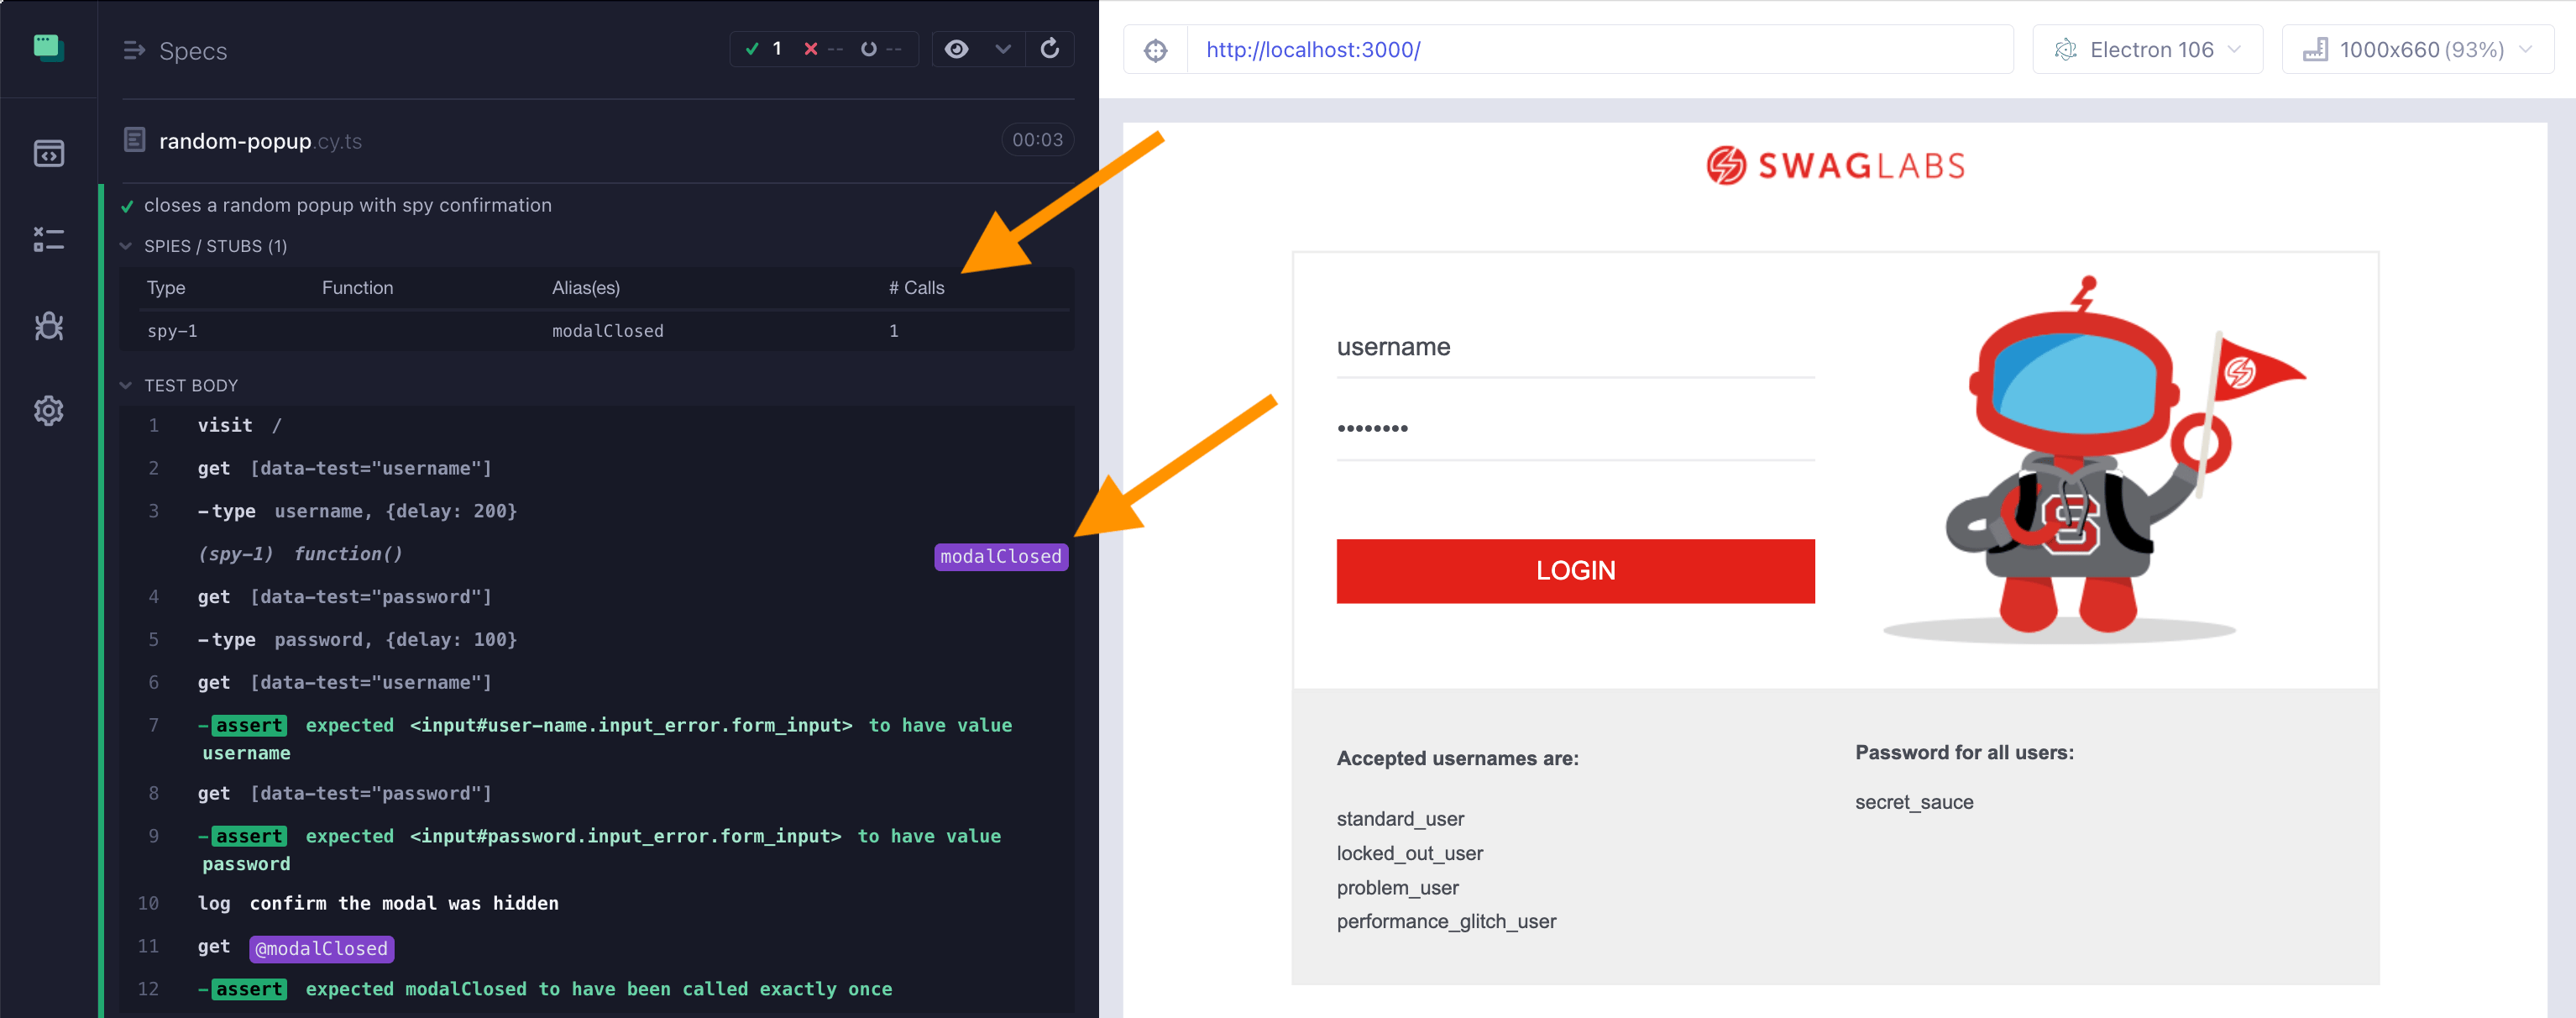 Specs
1 -- --
http://localhost:3000/
Electron 106
1000x660 (93%)
random-popup.cy.ts
00:03
closes a random popup with spy confirmation
SPIES / STUBS (1)
Type Function Alias(es) # Calls
spy-1 modalClosed 1
TEST BODY
1 visit /
2 get [data-test="username"]
3 -type username, {delay: 200}
(spy-1) function() modalClosed
4 get [data-test="password"]
5 -type password, {delay: 100}
6 get [data-test="username"]
7 -assert expected <input#user-name.input_error.form_input> to have value
username
8 get [data-test="password"]
9 -assert expected <input#password.input_error.form_input> to have value
password
10 log confirm the modal was hidden
11 get @modalClosed
12 -assert expected modalClosed to have been called exactly once
SWAGLABS
username
••••••••
LOGIN
S
Accepted usernames are:
standard_user
locked_out_user
problem_user
performance_glitch_user
Password for all users:
secret_sauce